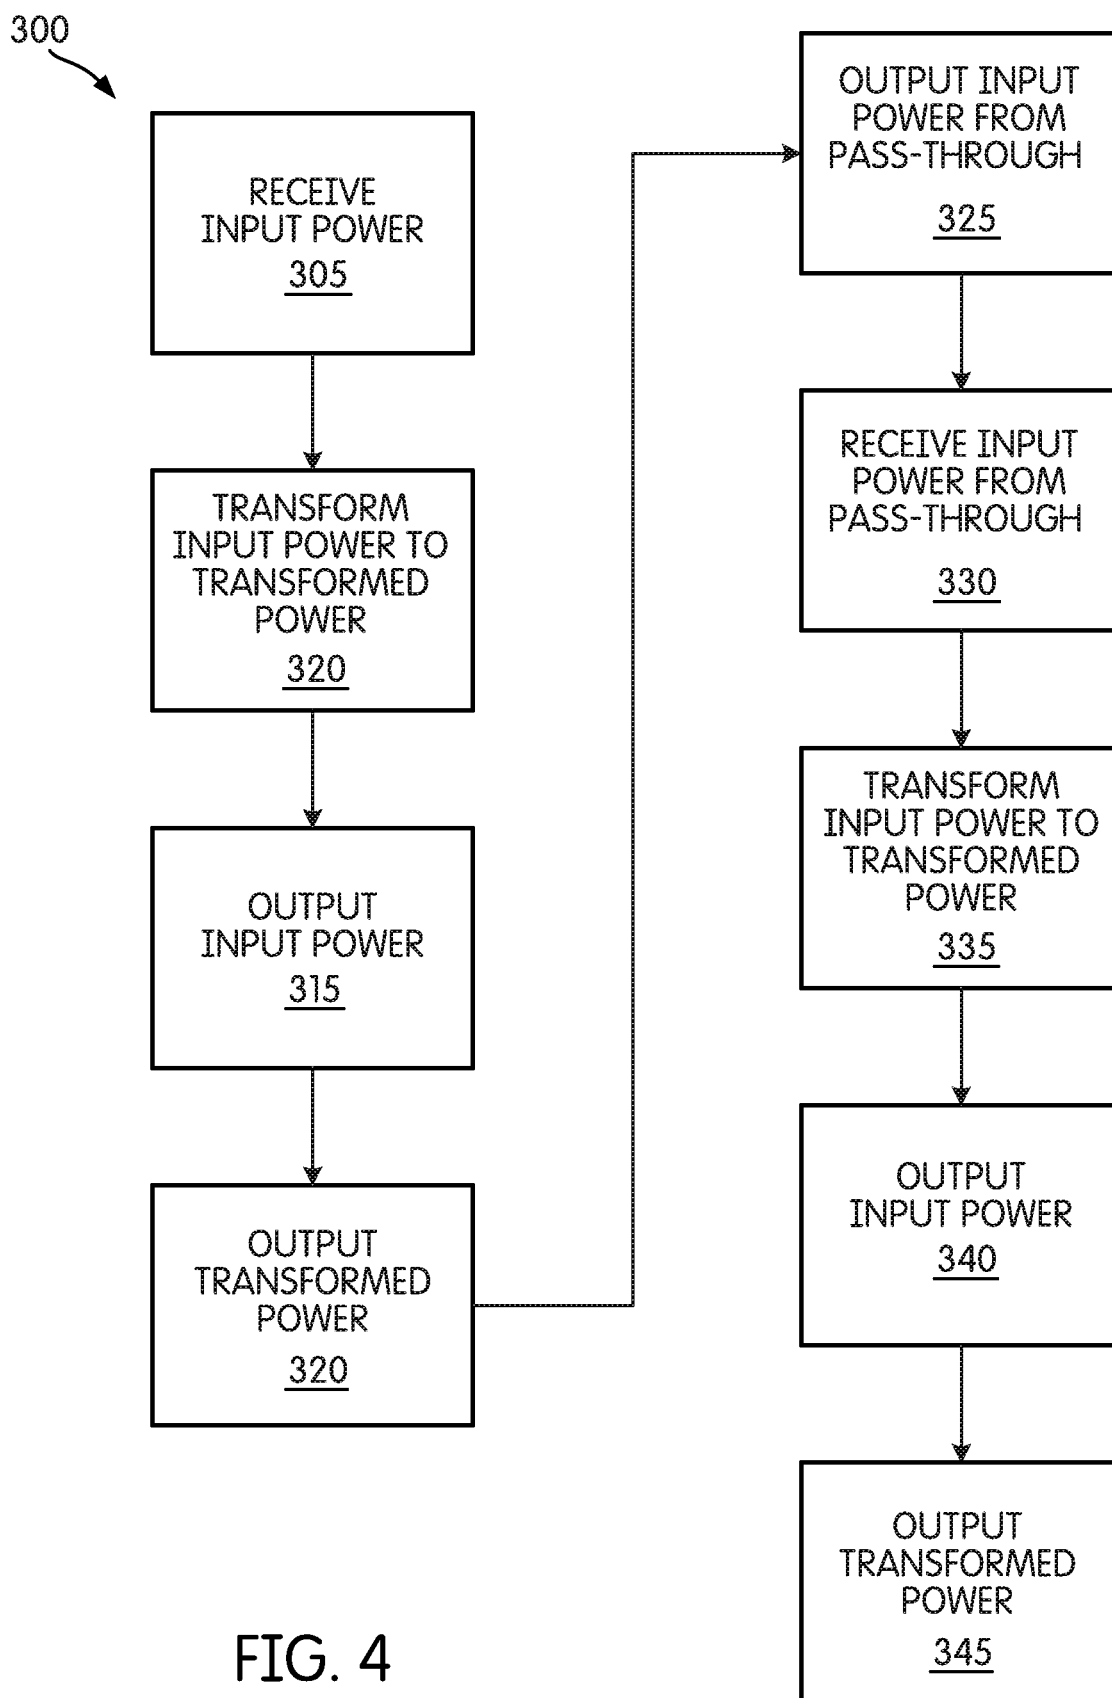 300
RECEIVE
INPUT POWER
305
TRANSFORM
INPUT POWER TO
TRANSFORMED
POWER
320
OUTPUT
INPUT POWER
315
OUTPUT
TRANSFORMED
POWER
320
OUTPUT INPUT
POWER FROM
PASS-THROUGH
325
RECEIVE INPUT
POWER FROM
PASS-THROUGH
330
TRANSFORM
INPUT POWER TO
TRANSFORMED
POWER
335
OUTPUT
INPUT POWER
340
OUTPUT
TRANSFORMED
POWER
345
FIG. 4